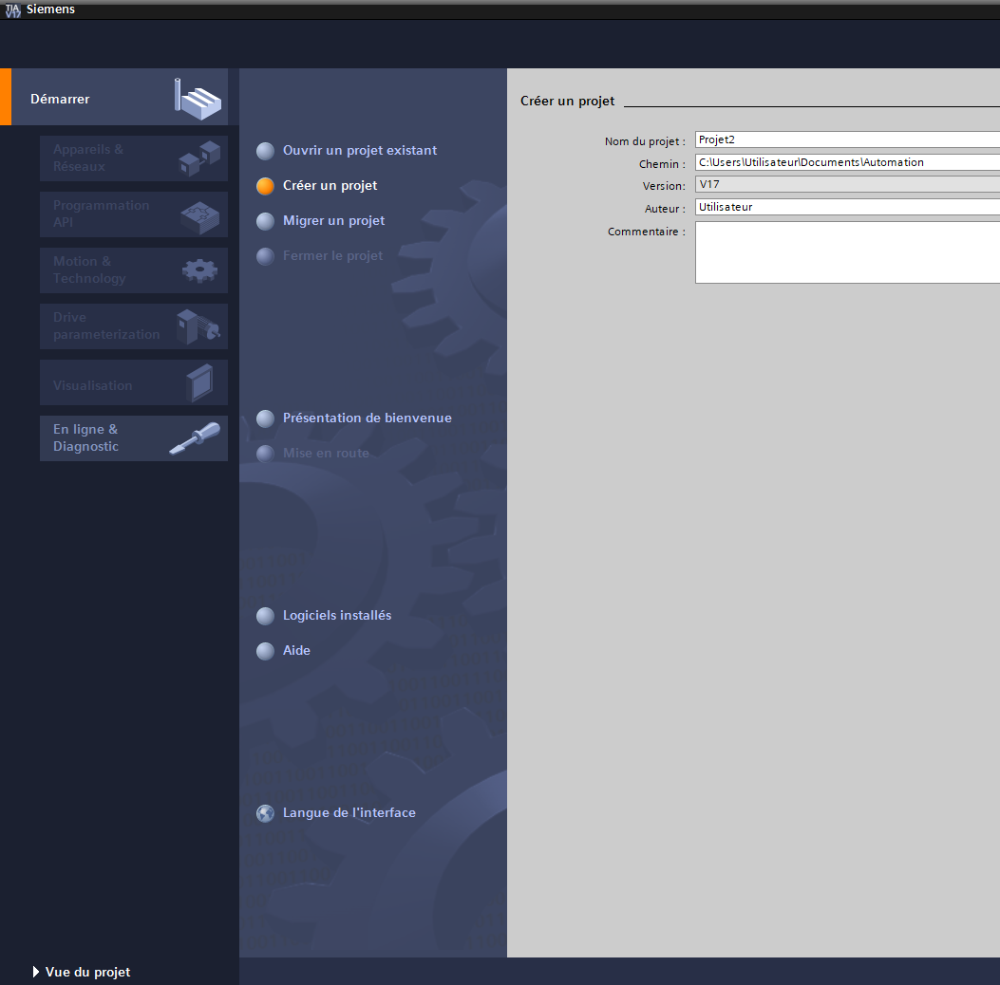 TIA
V17
Siemens
Démarrer
Appareils &
Réseaux
Programmation
API
Motion &
Technology
Drive
parameterization
Visualisation
En ligne &
Diagnostic
Vue du projet
Ouvrir un projet existant
Créer un projet
Migrer un projet
Fermer le projet
Présentation de bienvenue
Mise en route
Logiciels installés
Aide
Langue de l'interface
Créer un projet
Nom du projet : Projet2
Chemin : C:\Users\Utilisateur\Documents\Automation
Version: V17
Auteur : Utilisateur
Commentaire :